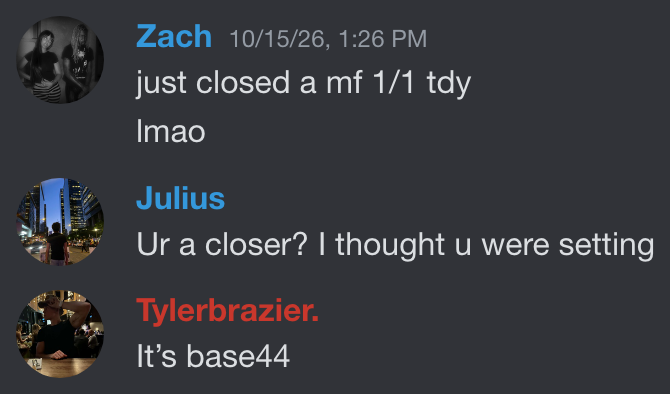 Zach 10/15/26, 1:26 PM
just closed a mf 1/1 tdy
lmao
Julius
Ur a closer? I thought u were setting
Tylerbrazier.
It’s base44